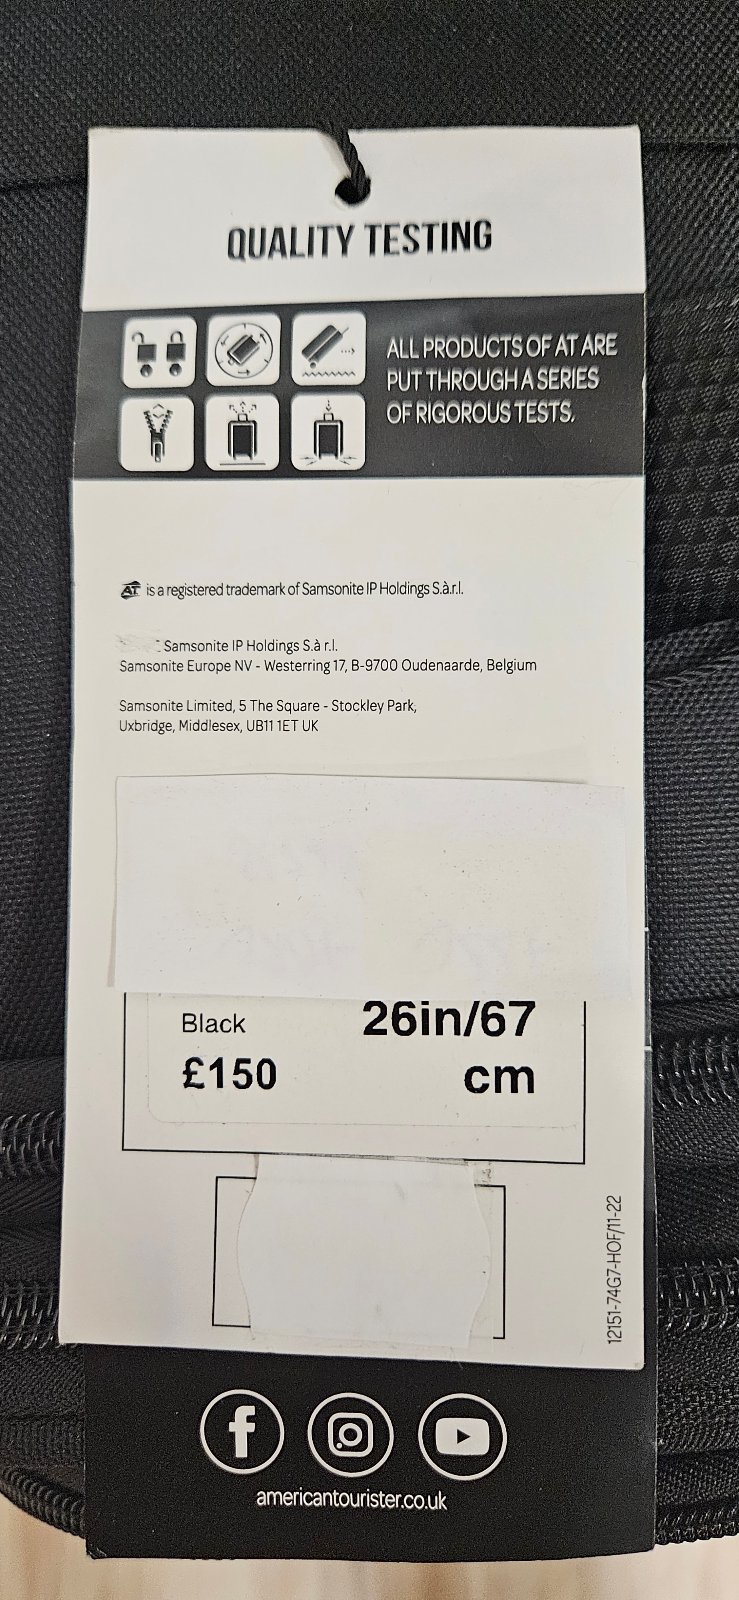 QUALITY TESTING
ALL PRODUCTS OF AT ARE
PUT THROUGH A SERIES
OF RIGOROUS TESTS.
AT is a registered trademark of Samsonite IP Holdings S.à.r.l.
Samsonite IP Holdings S.à r.l.
Samsonite Europe NV - Westerring 17, B-9700 Oudenaarde, Belgium
Samsonite Limited, 5 The Square - Stockley Park,
Uxbridge, Middlesex, UB11 1ET UK
Black
£150
26in/67
cm
12151-74G7-HOF/11-22
americantourister.co.uk